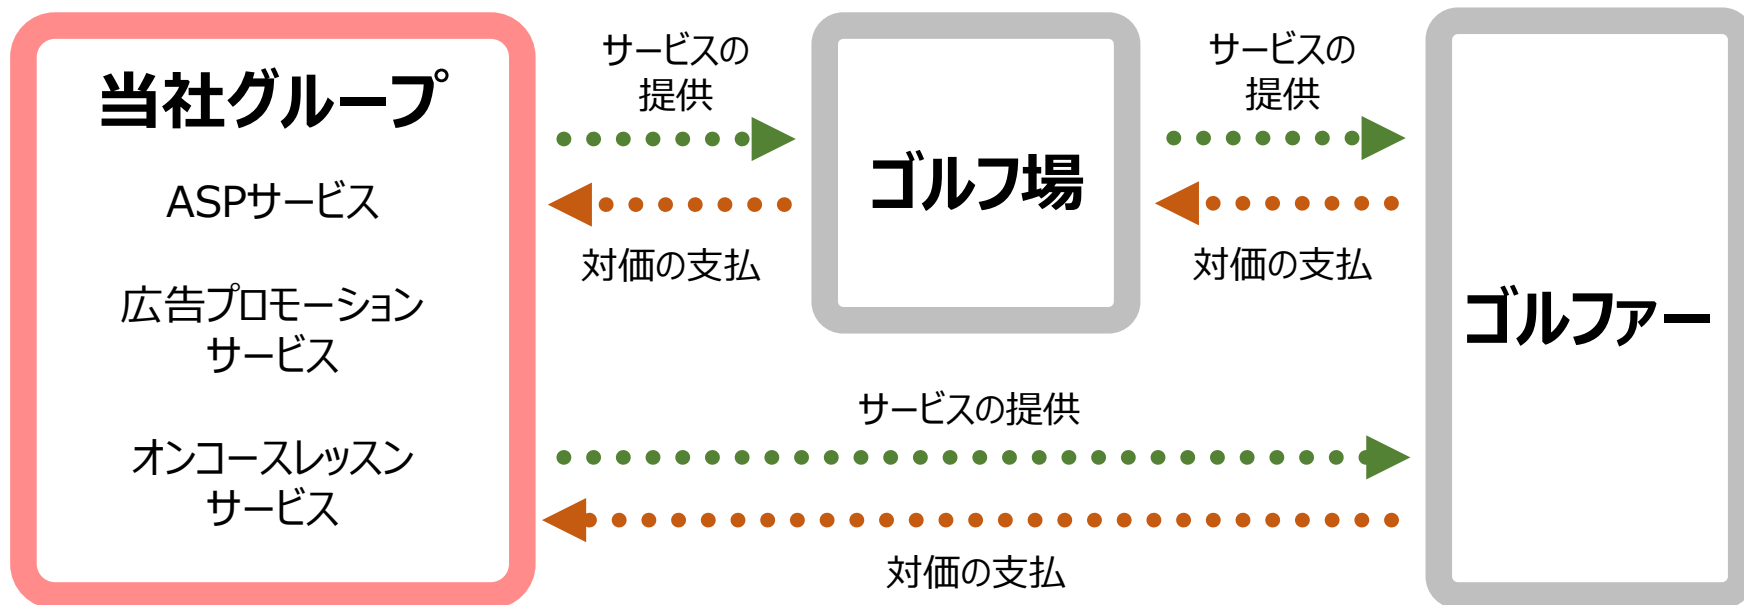 当社グループ
ASPサービス
広告プロモーション
サービス
オンコースレッスン
サービス
サービスの
提供
対価の支払
ゴルフ場
サービスの
提供
対価の支払
サービスの提供
対価の支払
ゴルファー